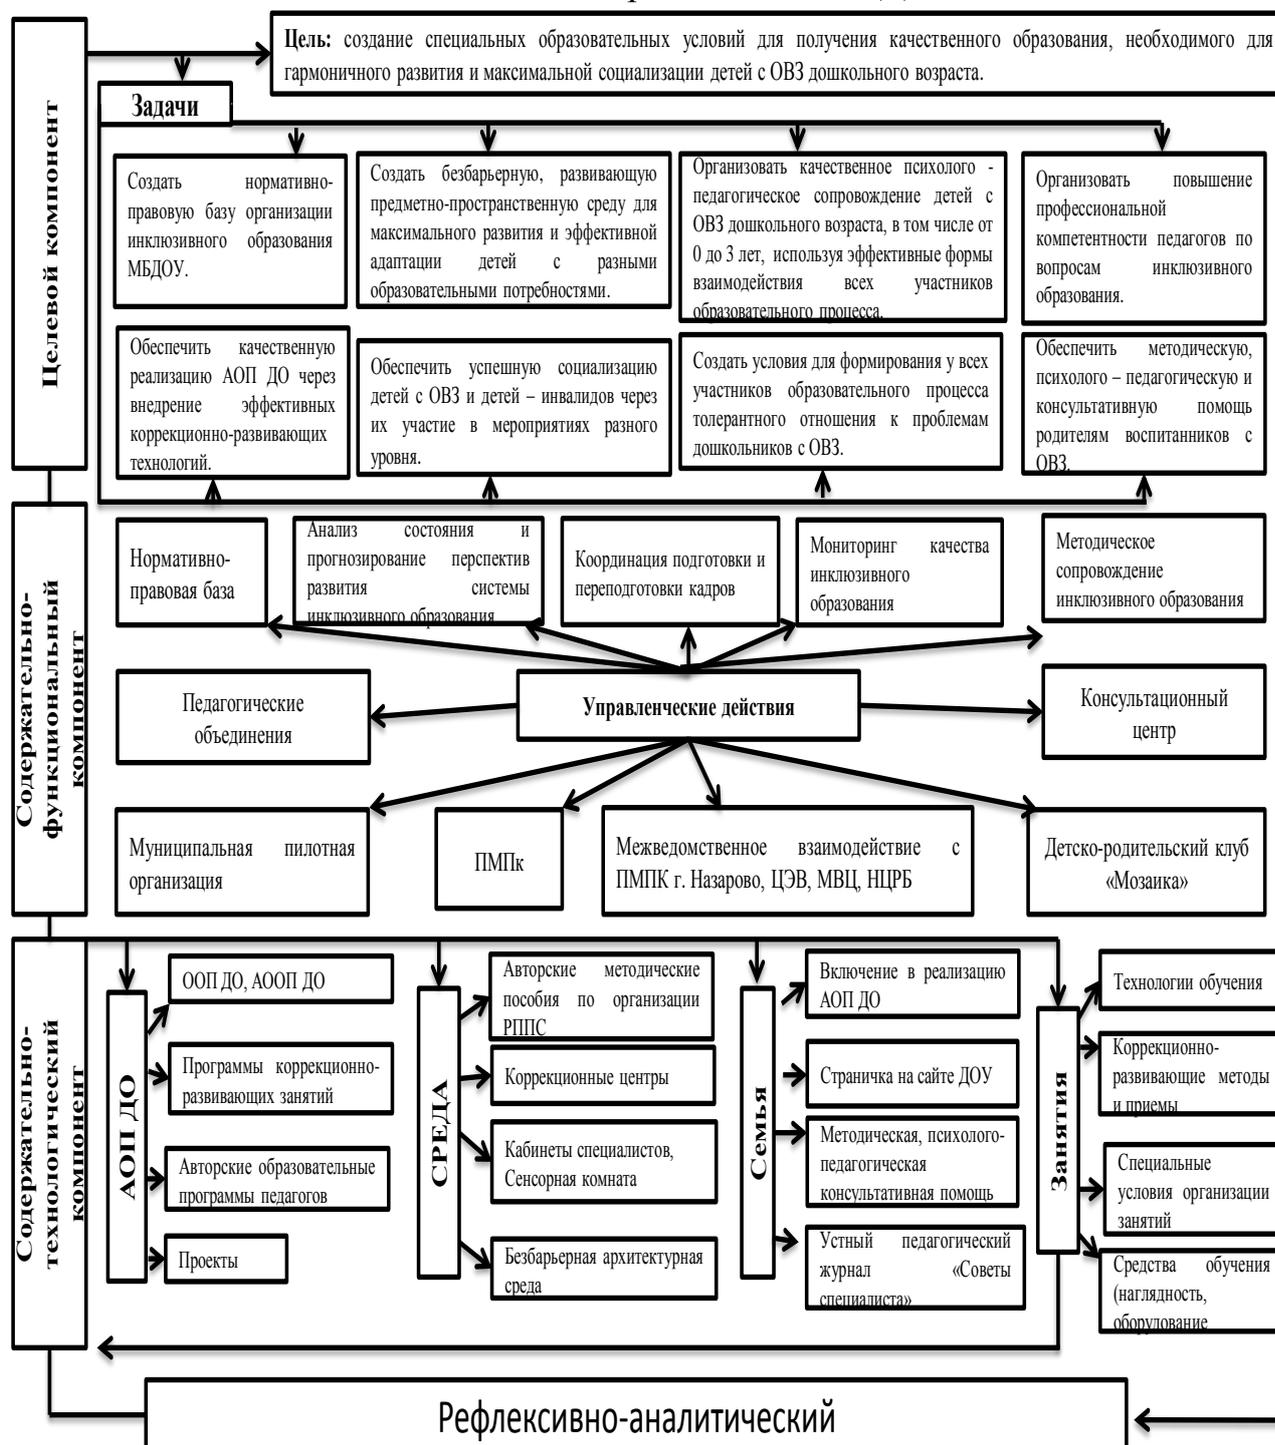 Цель: создание специальных образовательных условий для получения качественного образования, необходимого для
гармоничного развития и максимальной социализации детей с ОВЗ дошкольного возраста.
Задачи
Целевой компонент
Создать нормативно-
правовую базу организации
инклюзивного образования
МБДОУ.
Создать безбарьерную, развивающую
предметно-пространственную среду для
максимального развития и эффективной
адаптации детей с разными
образовательными потребностями.
Организовать качественное психолого -
педагогическое сопровождение детей с
ОВЗ дошкольного возраста, в том числе от
0 до 3 лет, используя эффективные формы
взаимодействия всех участников
образовательного процесса.
Организовать повышение
профессиональной
компетентности педагогов по
вопросам инклюзивного
образования.
Обеспечить качественную
реализацию АОП ДО через
внедрение эффективных
коррекционно-развивающих
технологий.
Обеспечить успешную социализацию
детей с ОВЗ и детей – инвалидов через
их участие в мероприятиях разного
уровня.
Создать условия для формирования у всех
участников образовательного процесса
толерантного отношения к проблемам
дошкольников с ОВЗ.
Обеспечить методическую,
психолого – педагогическую и
консультативную помощь
родителям воспитанников с
ОВЗ.
Содержательно-
функциональный
компонент
Нормативно-
правовая база
Анализ состояния и
прогнозирование перспектив
развития системы
инклюзивного образования
Координация подготовки и
переподготовки кадров
Мониторинг качества
инклюзивного
образования
Методическое
сопровождение
инклюзивного образования
Педагогические
объединения
Управленческие действия
Консультационный
центр
Муниципальная пилотная
организация
ПМПк
Межведомственное взаимодействие с
ПМПК г. Назарово, ЦЭВ, МВЦ, НЦРБ
Детско-родительский клуб
«Мозаика»
Содержательно-
технологический
компонент
АОП ДО
ООП ДО, АООП ДО
Программы коррекционно-
развивающих занятий
Авторские образовательные
программы педагогов
Проекты
СРЕДА
Авторские методические
пособия по организации
РППС
Коррекционные центры
Кабинеты специалистов,
Сенсорная комната
Безбарьерная архитектурная
среда
Семья
Включение в реализацию
АОП ДО
Страничка на сайте ДОУ
Методическая, психолого-
педагогическая
консультативная помощь
Устный педагогический
журнал «Советы
специалиста»
Занятия
Технологии обучения
Коррекционно-
развивающие методы
и приемы
Специальные
условия организации
занятий
Средства обучения
(наглядность,
оборудование
Рефлексивно-аналитический